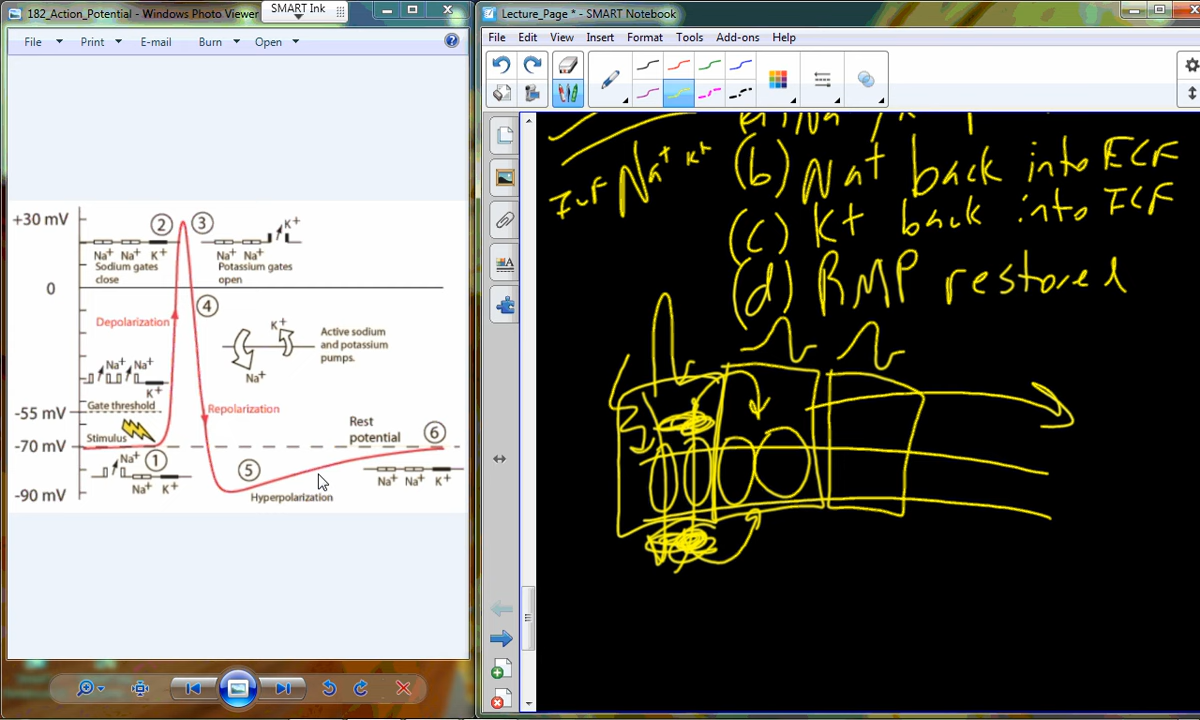 182_Action_Potential - Windows Photo Viewer
SMART Ink
File Print E-mail Burn Open
+30 mV
0
-55 mV
-70 mV
-90 mV
2
3
K+
Na+ Na+ K+
Sodium gates
close
Na+ Na+
Potassium gates
open
4
Depolarization
K+
Na+
Active sodium
and potassium
pumps.
Na+ Na+
K+
Gate threshold
Repolarization
Stimulus
Rest
potential
6
Na+
1
Na+ K+
5
Hyperpolarization
Na+ Na+ K+
Lecture_Page * - SMART Notebook
File Edit View Insert Format Tools Add-ons Help
Na+ K+
(b) Na+ back into ECF
(c) K+ back into ICF
(d) RMP restored